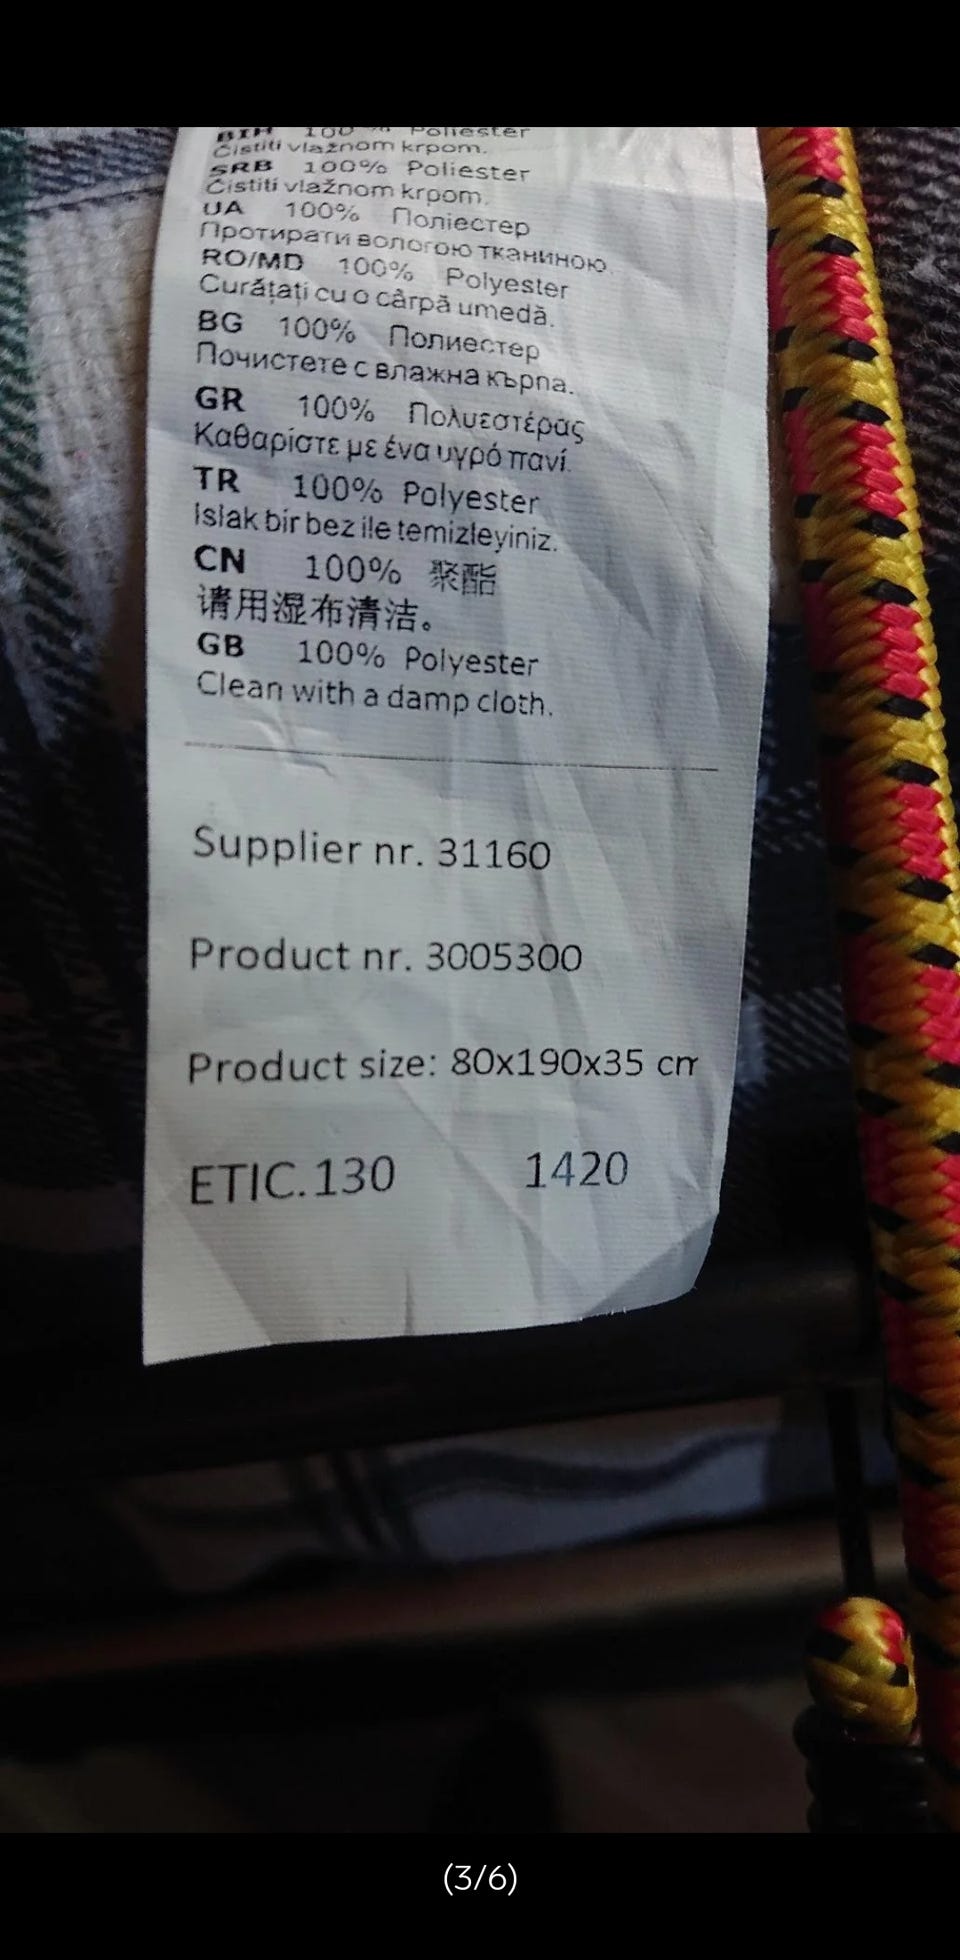 BIH 100 % Poliester
Čistiti vlažnom krpom.
SRB 100% Poliester
Čistiti vlažnom krpom.
UA 100% Поліестер
Протирати вологою тканиною.
RO/MD 100% Polyester
Curățați cu o cârpă umedă.
BG 100% Полиестер
Почистете с влажна кърпа.
GR 100% Πολυεστέρας
Καθαρίστε με ένα υγρό πανί.
TR 100% Polyester
Islak bir bez ile temizleyiniz.
CN 100% 聚酯
请用湿布清洁。
GB 100% Polyester
Clean with a damp cloth.
Supplier nr. 31160
Product nr. 3005300
Product size: 80x190x35 cm
ETIC.130 1420
(3/6)